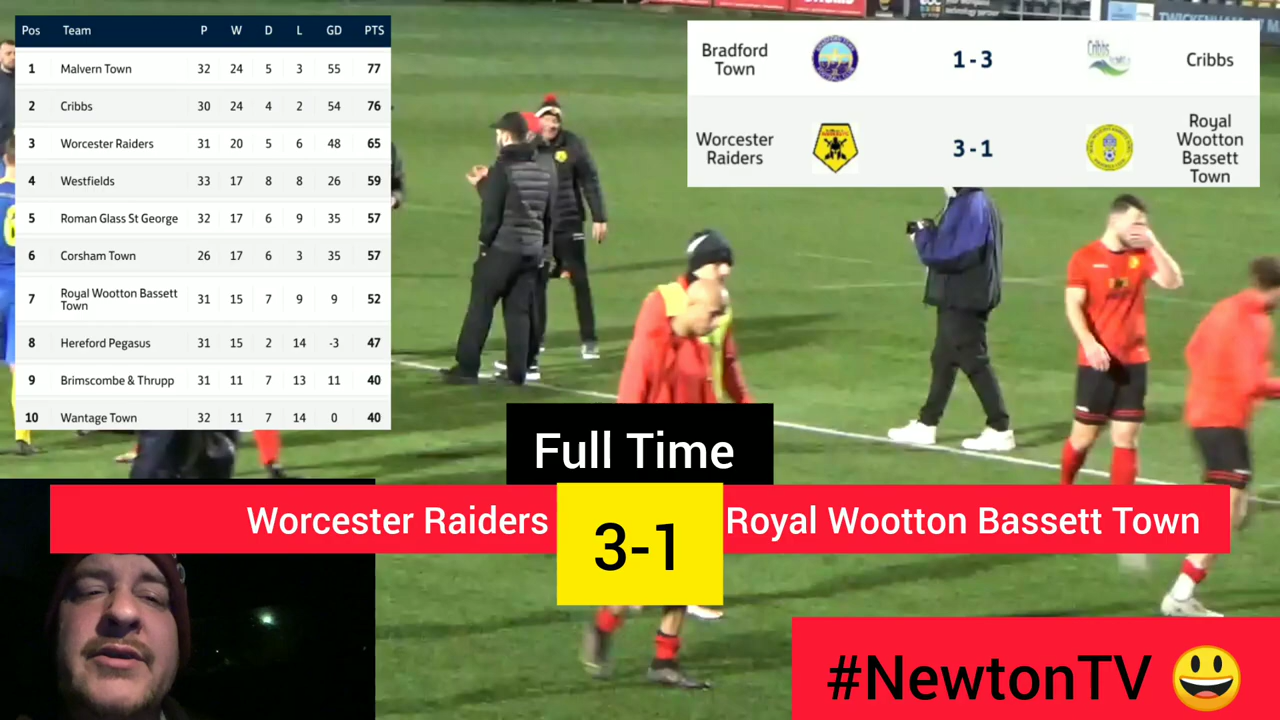 Pos Team P W D L GD PTS
1 Malvern Town 32 24 5 3 55 77
2 Cribbs 30 24 4 2 54 76
3 Worcester Raiders 31 20 5 6 48 65
4 Westfields 33 17 8 8 26 59
5 Roman Glass St George 32 17 6 9 35 57
6 Corsham Town 26 17 6 3 35 57
7 Royal Wootton Bassett Town 31 15 7 9 9 52
8 Hereford Pegasus 31 15 2 14 -3 47
9 Brimscombe & Thrupp 31 11 7 13 11 40
10 Wantage Town 32 11 7 14 0 40
Bradford Town 1 - 3 Cribbs
Worcester Raiders 3 - 1 Royal Wootton Bassett Town
Full Time
Worcester Raiders 3-1 Royal Wootton Bassett Town
#NewtonTV 😃